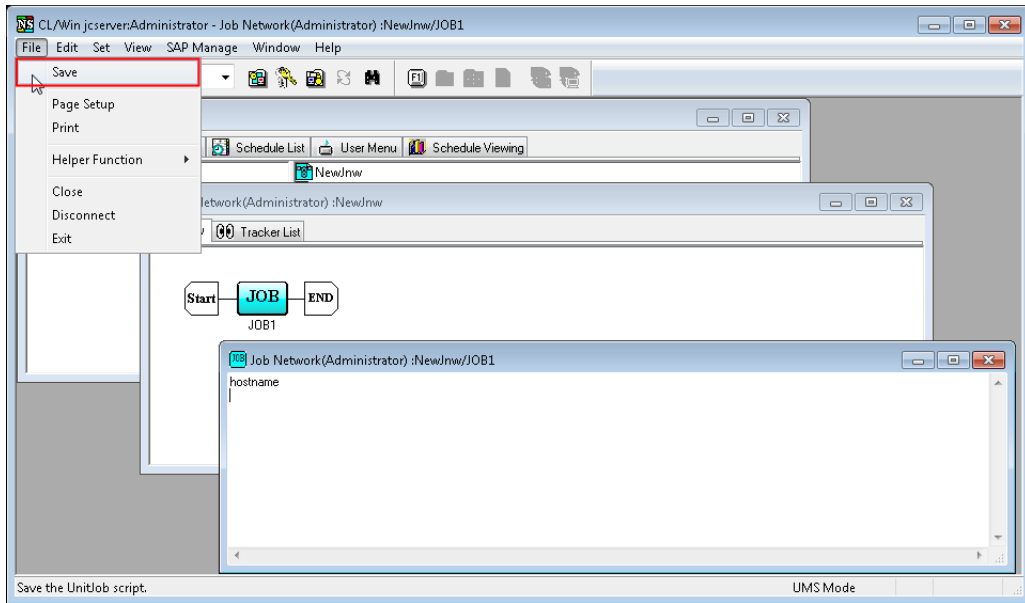 CL/Win jcserver:Administrator - Job Network(Administrator) :NewJnw/JOB1
File Edit Set View SAP Manage Window Help
Save
Page Setup
Print
Helper Function
Close
Disconnect
Exit
F1
Schedule List User Menu Schedule Viewing
NewJnw
etwork(Administrator) :NewJnw
Tracker List
Start JOB END
JOB1
JOB Job Network(Administrator) :NewJnw/JOB1
hostname
Save the UnitJob script. UMS Mode